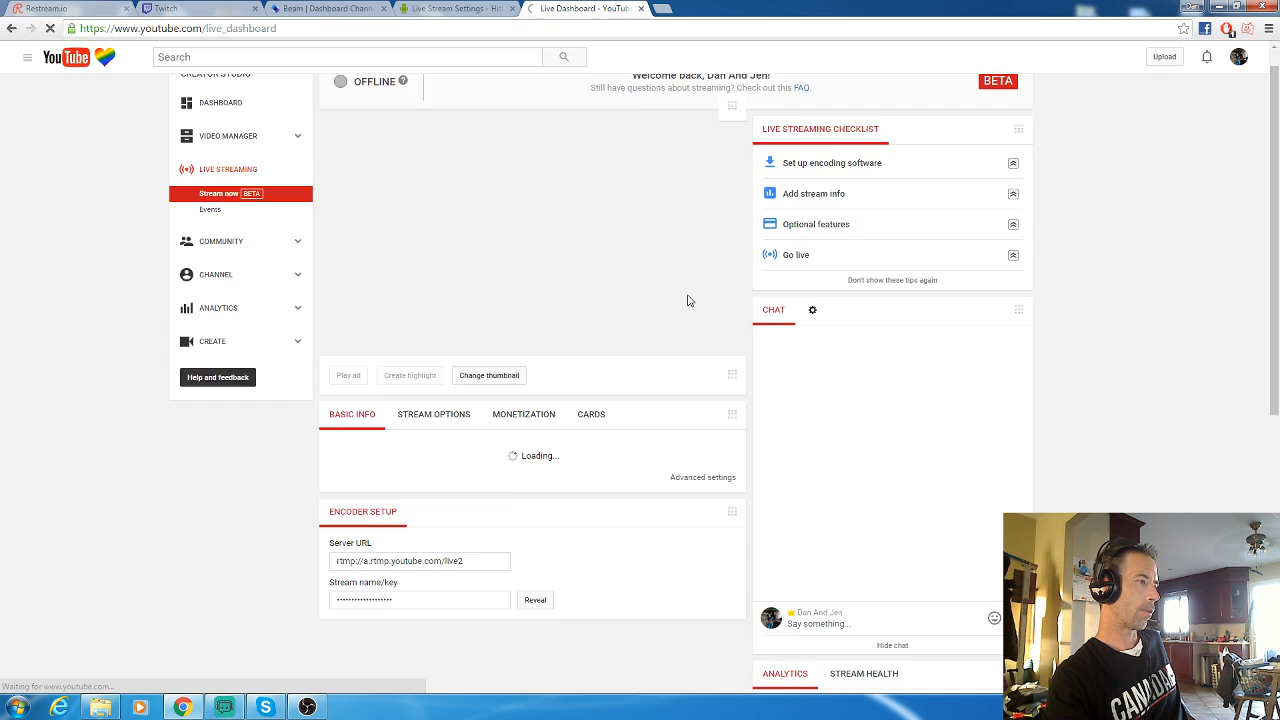 Restream.io
Twitch
Beam | Dashboard Chann
Live Stream Settings - Hitl
Live Dashboard - YouTube
Dan
https://www.youtube.com/live_dashboard
YouTube
Search
Upload
CREATOR STUDIO
DASHBOARD
VIDEO MANAGER
LIVE STREAMING
Stream now BETA
Events
COMMUNITY
CHANNEL
ANALYTICS
CREATE
Help and feedback
OFFLINE ?
Welcome back, Dan And Jen!
Still have questions about streaming? Check out this FAQ.
BETA
Play ad
Create highlight
Change thumbnail
BASIC INFO
STREAM OPTIONS
MONETIZATION
CARDS
Loading...
Advanced settings
ENCODER SETUP
Server URL
rtmp://a.rtmp.youtube.com/live2
Stream name/key
•••••••••••••••••••
Reveal
LIVE STREAMING CHECKLIST
Set up encoding software
Add stream info
Optional features
Go live
Don't show these tips again
CHAT
Dan And Jen
Say something...
Hide chat
ANALYTICS
STREAM HEALTH
Waiting for www.youtube.com...
CANADA